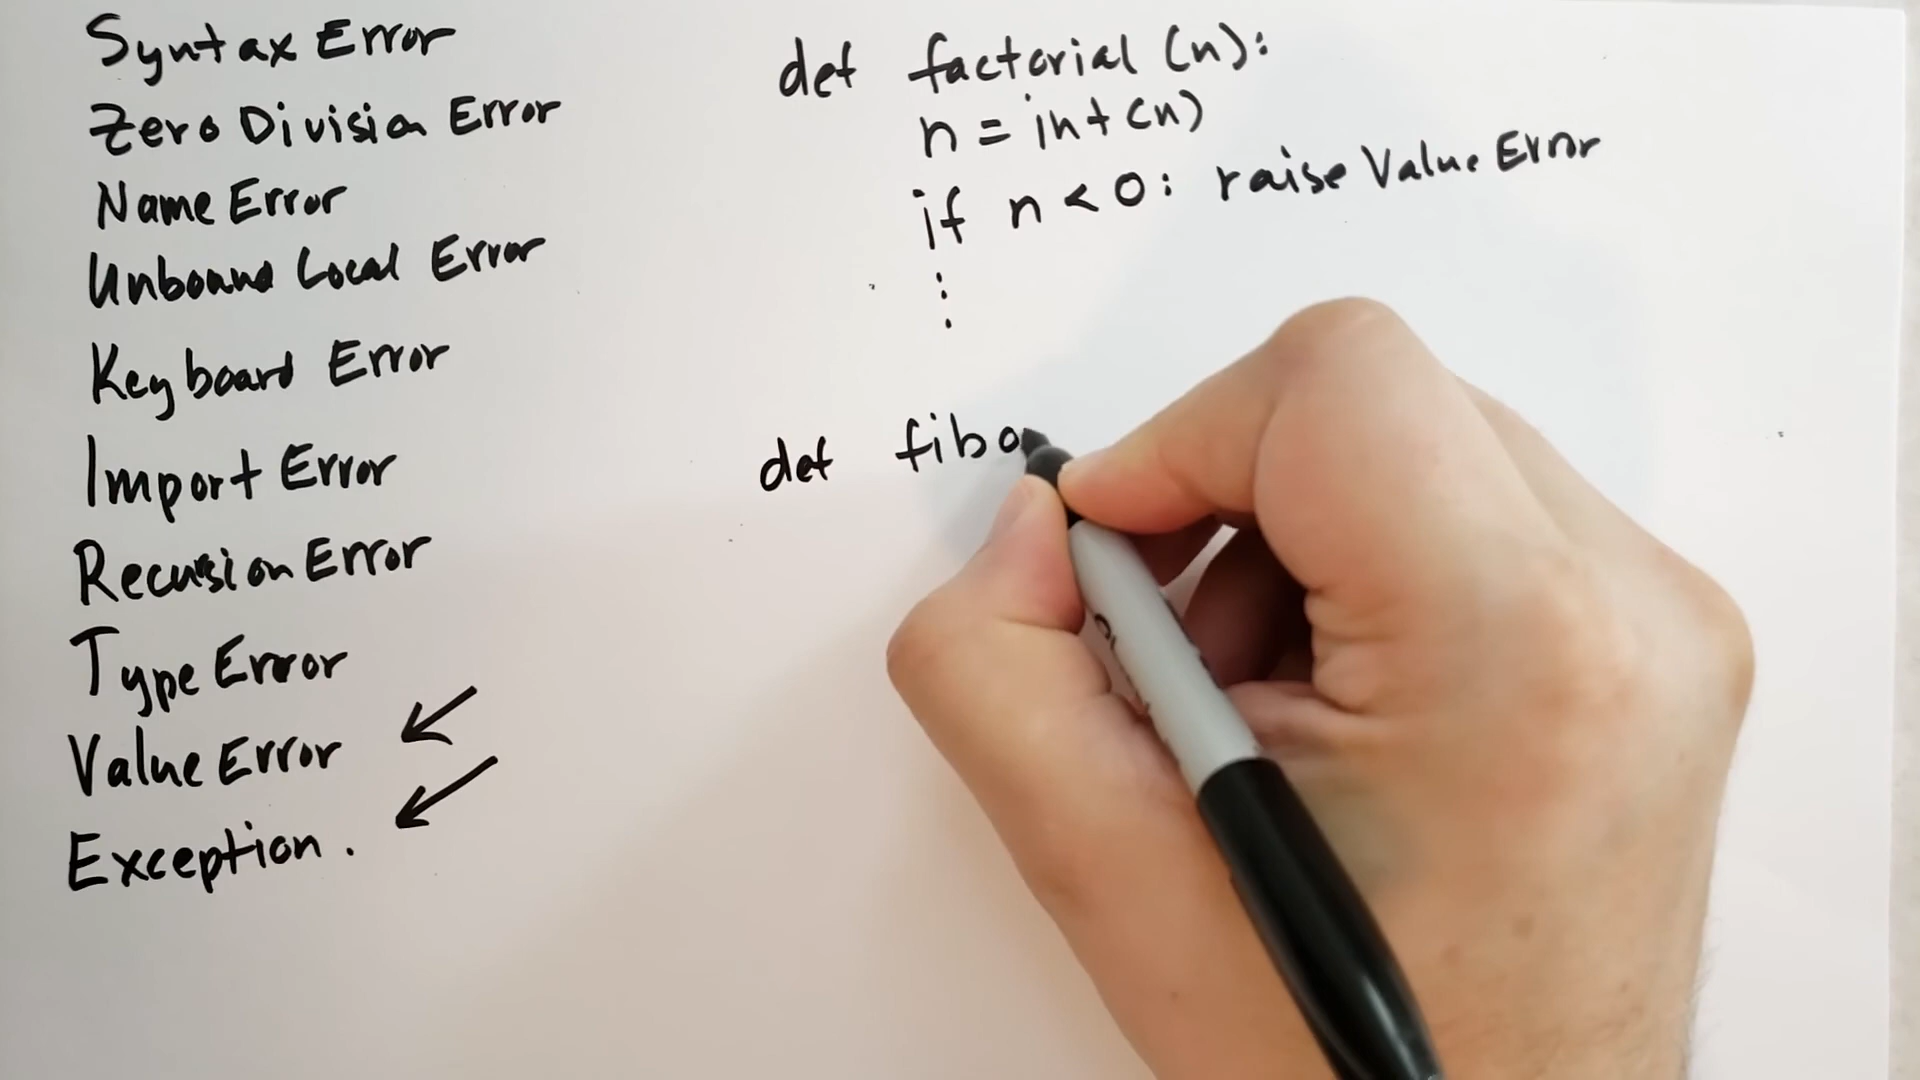 Syntax Error
Zero Division Error
Name Error
Unbound Local Error
Keyboard Error
Import Error
Recursion Error
Type Error
Value Error
Exception.
def factorial (n):
n = int (n)
if n < 0: raise Value Error
:
def fibo